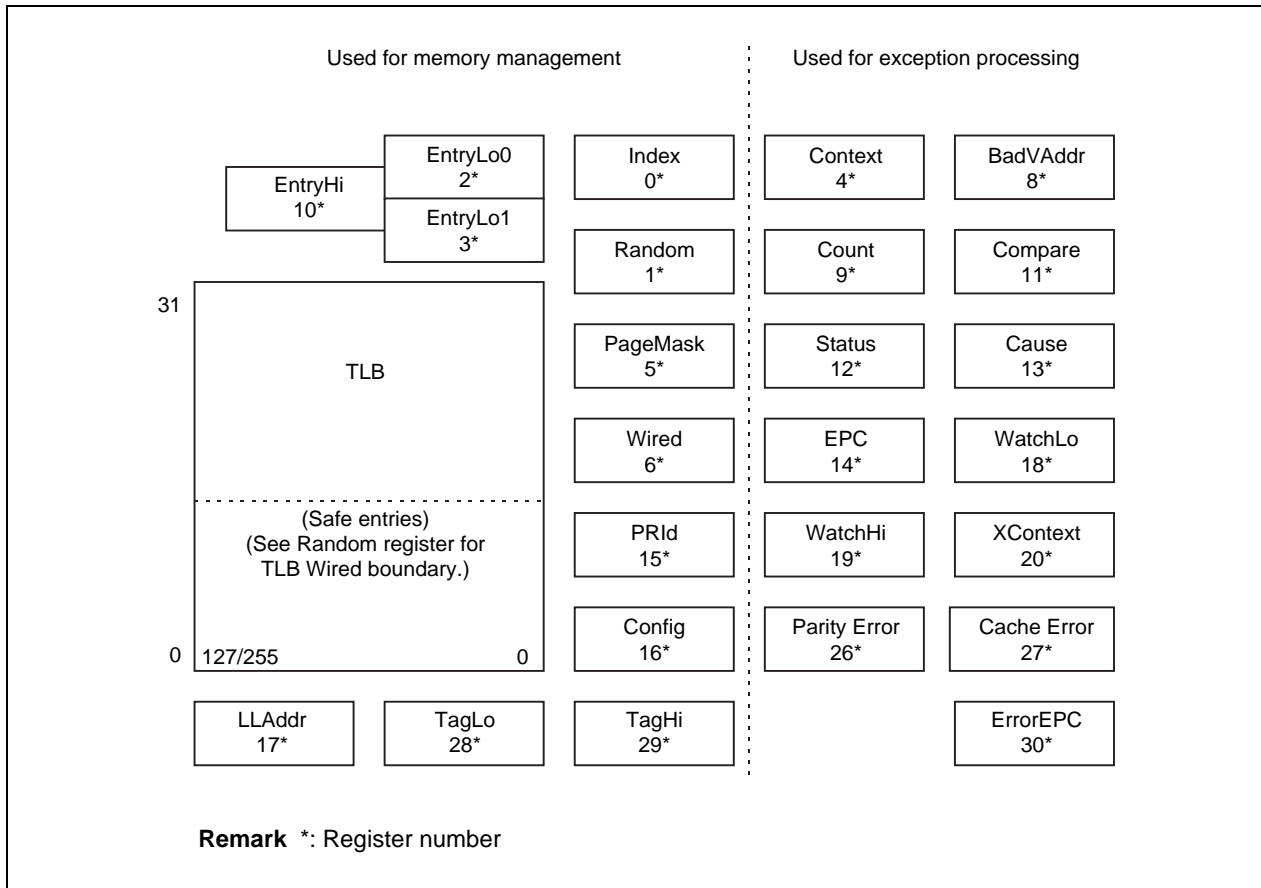 Used for memory management
Used for exception processing
EntryLo0
2*
EntryHi
10*
EntryLo1
3*
Index
0*
Context
4*
BadVAddr
8*
Random
1*
Count
9*
Compare
11*
31
TLB
PageMask
5*
Status
12*
Cause
13*
Wired
6*
EPC
14*
WatchLo
18*
(Safe entries)
(See Random register for
TLB Wired boundary.)
PRId
15*
WatchHi
19*
XContext
20*
0
127/255
0
Config
16*
Parity Error
26*
Cache Error
27*
LLAddr
17*
TagLo
28*
TagHi
29*
ErrorEPC
30*
Remark *: Register number